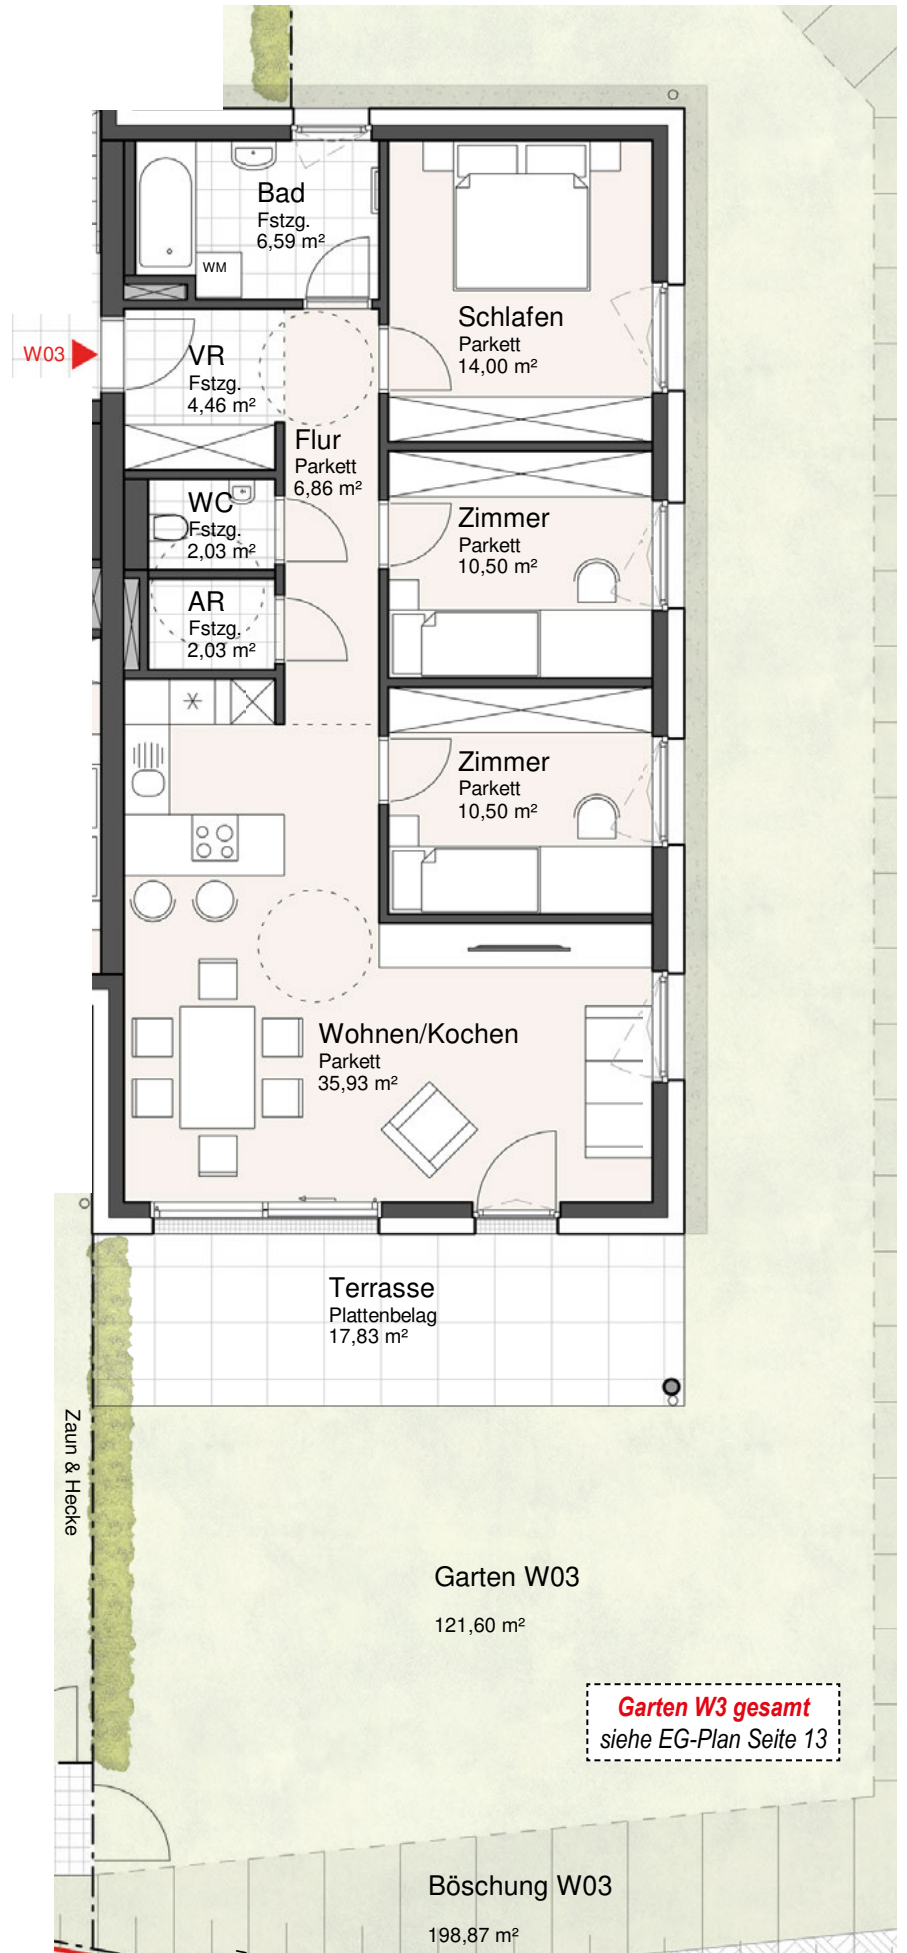 Bad
Fstzg.
6,59 m²
WM
Schlafen
Parkett
14,00 m²
W03
VR
Fstzg.
4,46 m²
Flur
Parkett
6,86 m²
WC
Fstzg.
2,03 m²
Zimmer
Parkett
10,50 m²
AR
Fstzg.
2,03 m²
Zimmer
Parkett
10,50 m²
Wohnen/Kochen
Parkett
35,93 m²
Terrasse
Plattenbelag
17,83 m²
Zaun & Hecke
Garten W03
121,60 m²
Garten W3 gesamt
siehe EG-Plan Seite 13
Böschung W03
198,87 m²